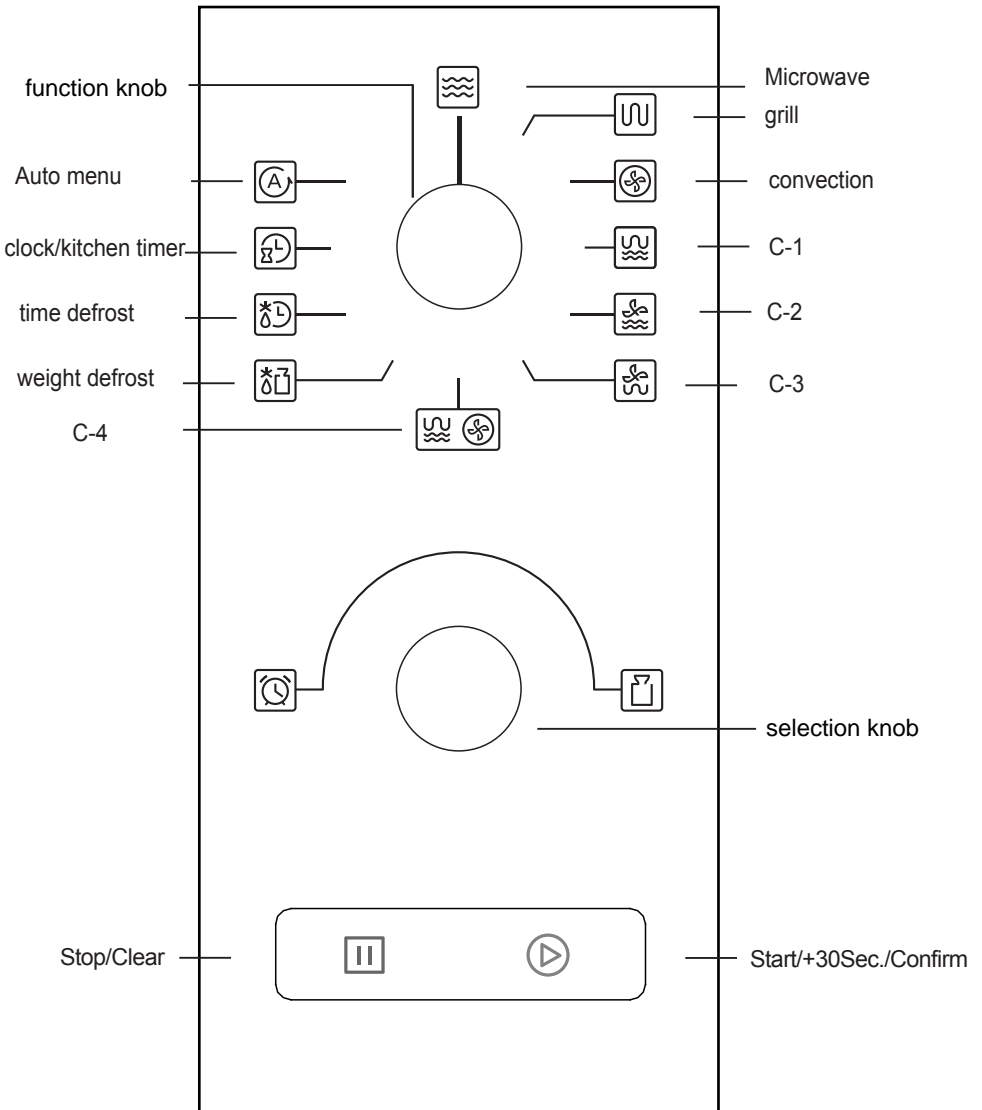 function knob
Microwave
grill
Auto menu
convection
clock/kitchen timer
C-1
time defrost
C-2
weight defrost
C-3
C-4
A
selection knob
Stop/Clear
Start/+30Sec./Confirm